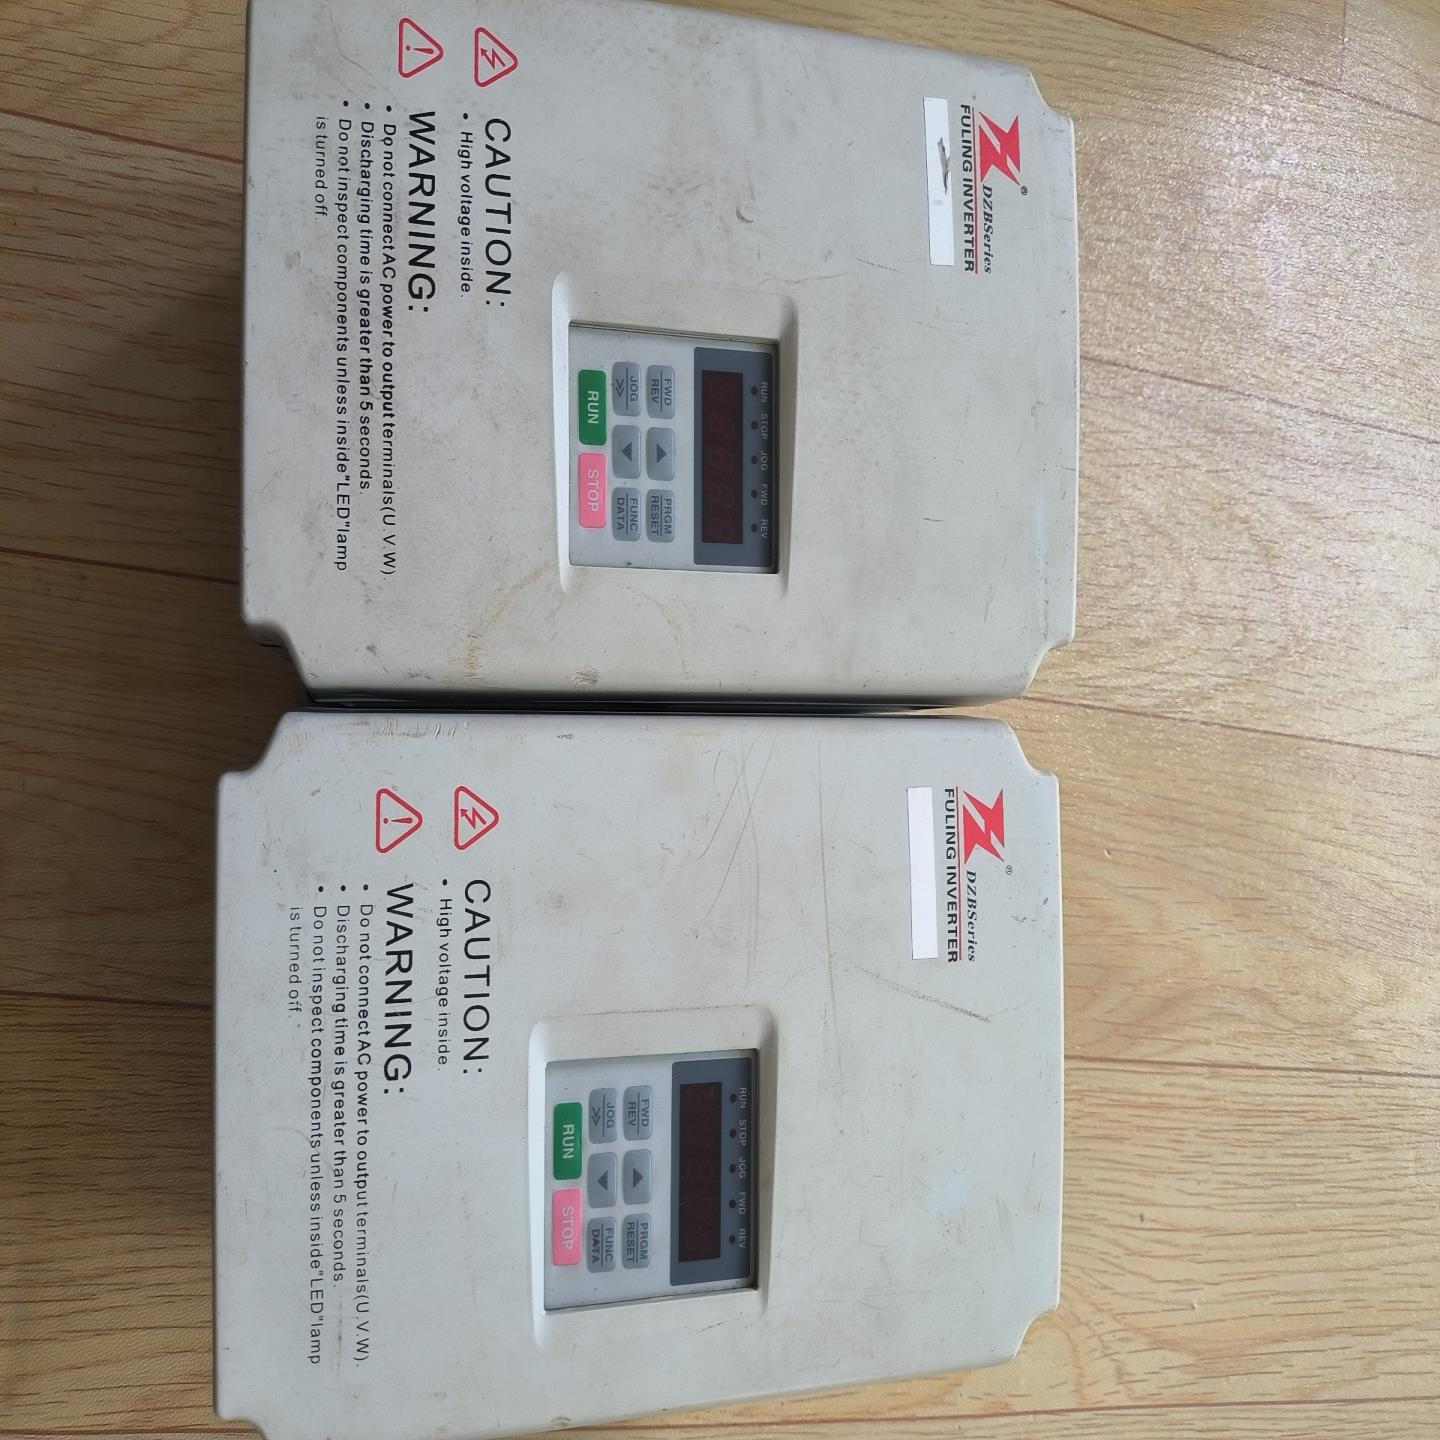 DZBSeries
®
FULING INVERTER
RUN STOP JOG FWD REV
FWD
REV
PRGM
RESET
JOG
FUNC
DATA
RUN
STOP
CAUTION:
• High voltage inside.
WARNING:
• Do not connect AC power to output terminals(U.V.W).
• Discharging time is greater than 5 seconds.
• Do not inspect components unless inside"LED"lamp
is turned off.
DZBSeries
®
FULING INVERTER
RUN STOP JOG FWD REV
FWD
REV
PRGM
RESET
JOG
FUNC
DATA
RUN
STOP
CAUTION:
• High voltage inside.
WARNING:
• Do not connect AC power to output terminals(U.V.W).
• Discharging time is greater than 5 seconds.
• Do not inspect components unless inside"LED"lamp
is turned off.